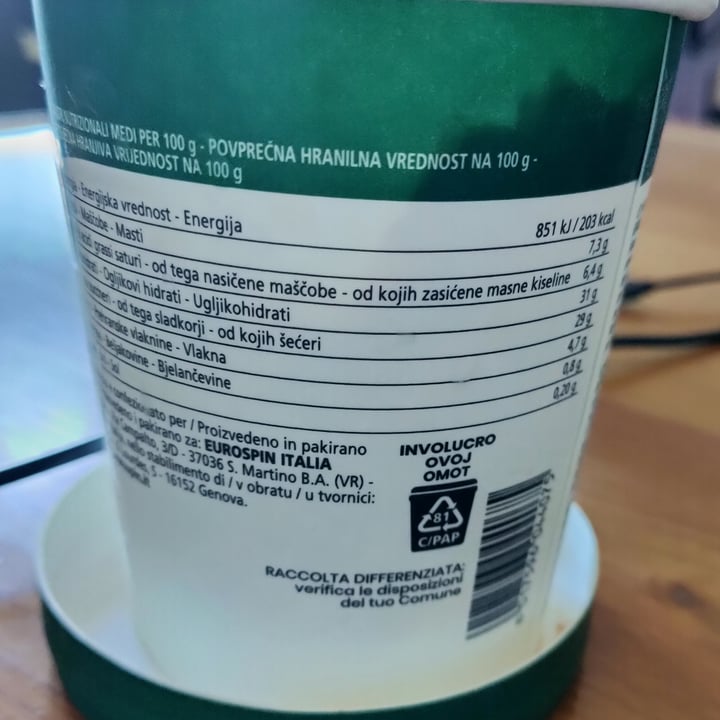 NUTRIZIONALI MEDI PER 100 g - POVPREČNA HRANILNA VREDNOST NA 100 g -
HRANJIVA VRIJEDNOST NA 100 g
- Energijska vrednost - Energija 851 kJ / 203 kcal
Maščobe - Masti 7,3 g
grassi saturi - od tega nasičene maščobe - od kojih zasićene masne kiseline 6,4 g
- Ogljikovi hidrati - Ugljikohidrati 31 g
- od tega sladkorji - od kojih šećeri 29 g
vlaknine - Vlakna 4,7 g
Beljakovine - Bjelančevine 0,8 g
Sol 0,20 g
per / Proizvedeno in pakirano
i pakirano za: EUROSPIN ITALIA
3/D - 37036 S. Martino B.A. (VR) -
stabilimento di / v obratu / u tvornici:
5 - 16152 Genova.
INVOLUCRO
OVOJ
OMOT
81
C/PAP
RACCOLTA DIFFERENZIATA:
verifica le disposizioni
del tuo Comune